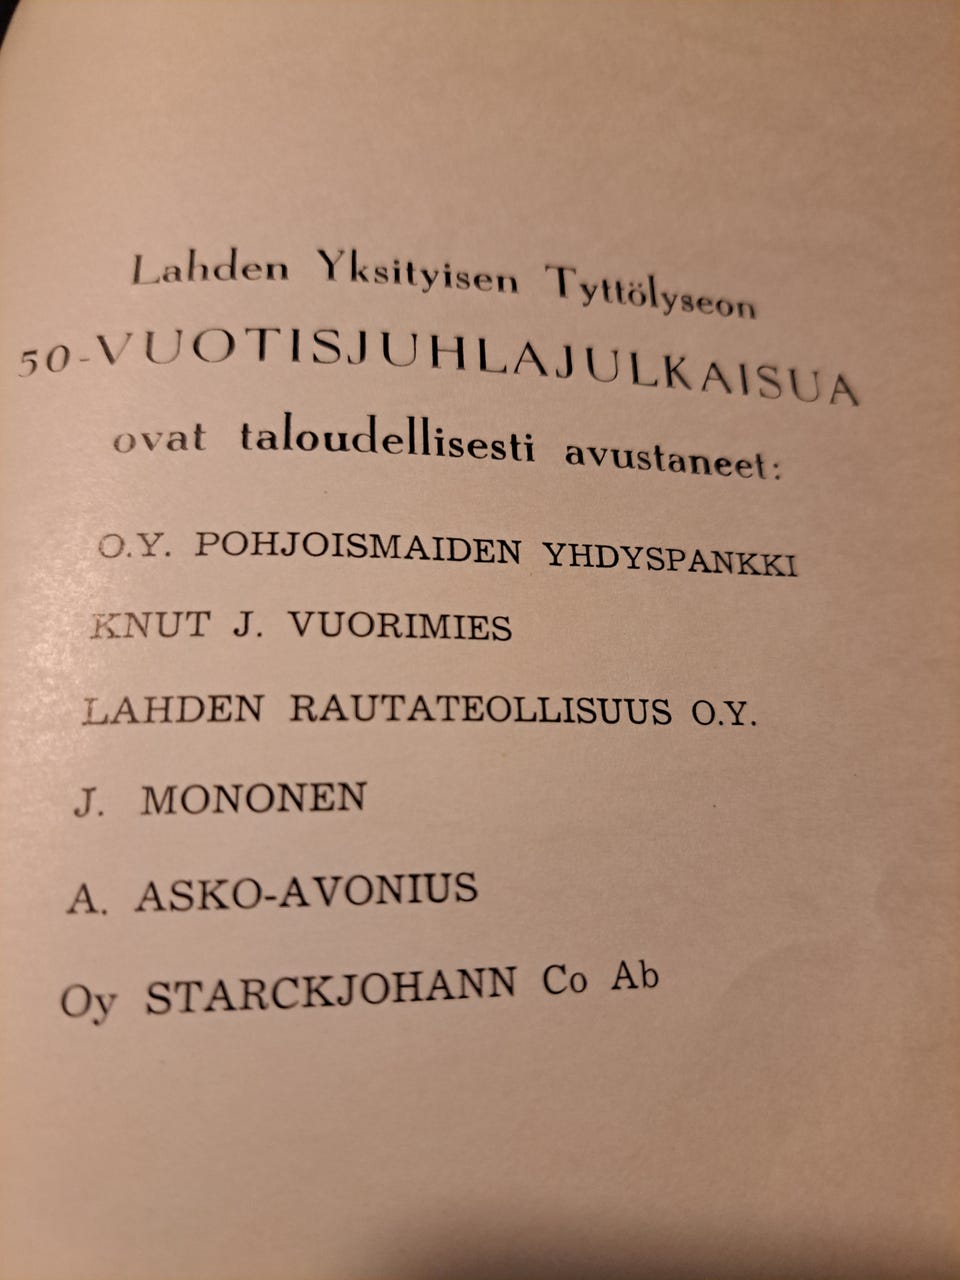 Lahden Yksityisen Tyttölyseon
50-VUOTISJUHLAJULKAISUA
ovat taloudellisesti avustaneet:
O.Y. POHJOISMAIDEN YHDYSPANKKI
KNUT J. VUORIMIES
LAHDEN RAUTATEOLLISUUS O.Y.
J. MONONEN
A. ASKO-AVONIUS
Oy STARCKJOHANN Co Ab